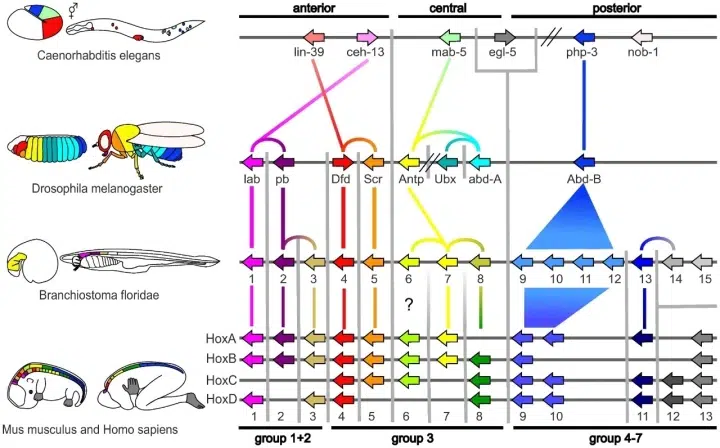 anterior central posterior
lin-39 ceh-13 mab-5 egl-5 php-3 nob-1
Caenorhabditis elegans
lab pb Dfd Scr Antp Ubx abd-A Abd-B
Drosophila melanogaster
1 2 3 4 5 6 7 8 9 10 11 12 13 14 15
Branchiostoma floridae
?
HoxA
HoxB
HoxC
HoxD
1 2 3 4 5 6 7 8 9 10 11 12 13
Mus musculus and Homo sapiens
group 1+2 group 3 group 4-7